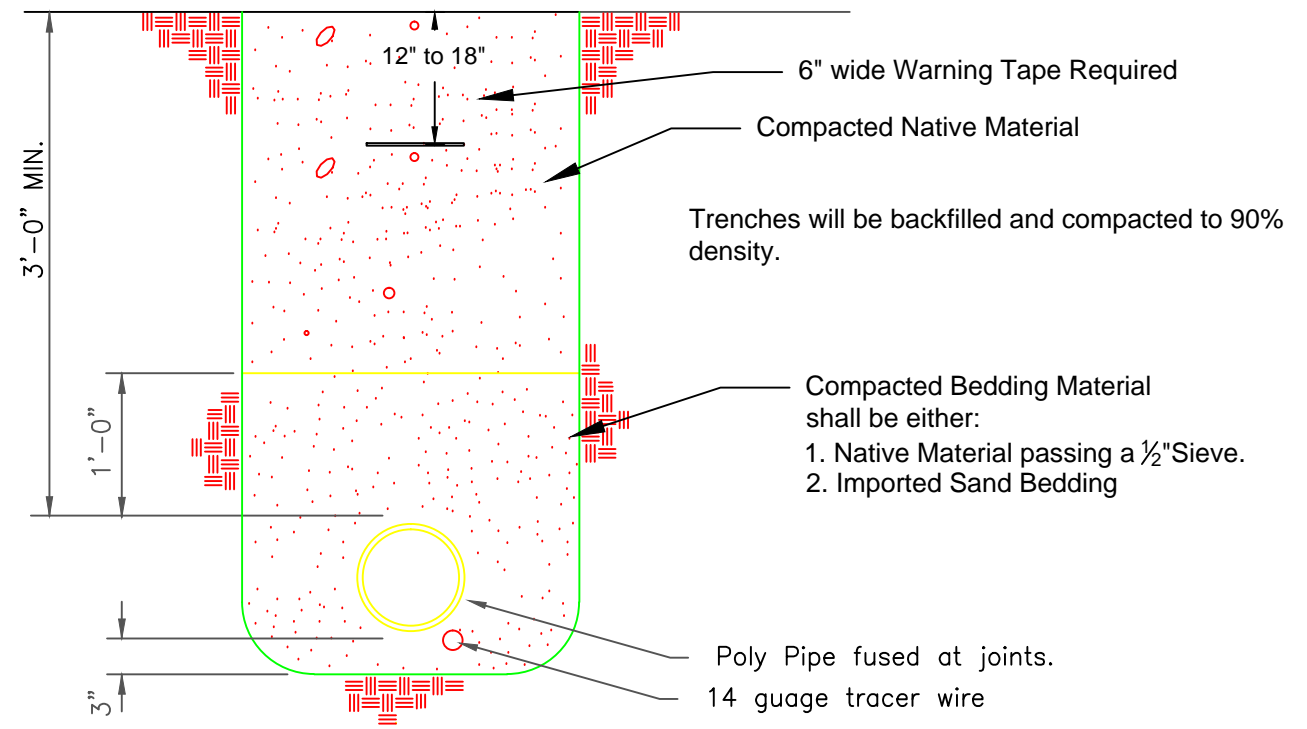 12" to 18"
6" wide Warning Tape Required
Compacted Native Material
3'-0" MIN.
Trenches will be backfilled and compacted to 90%
density.
1'-0"
Compacted Bedding Material
shall be either:
1. Native Material passing a ½"Sieve.
2. Imported Sand Bedding
3"
Poly Pipe fused at joints.
14 guage tracer wire